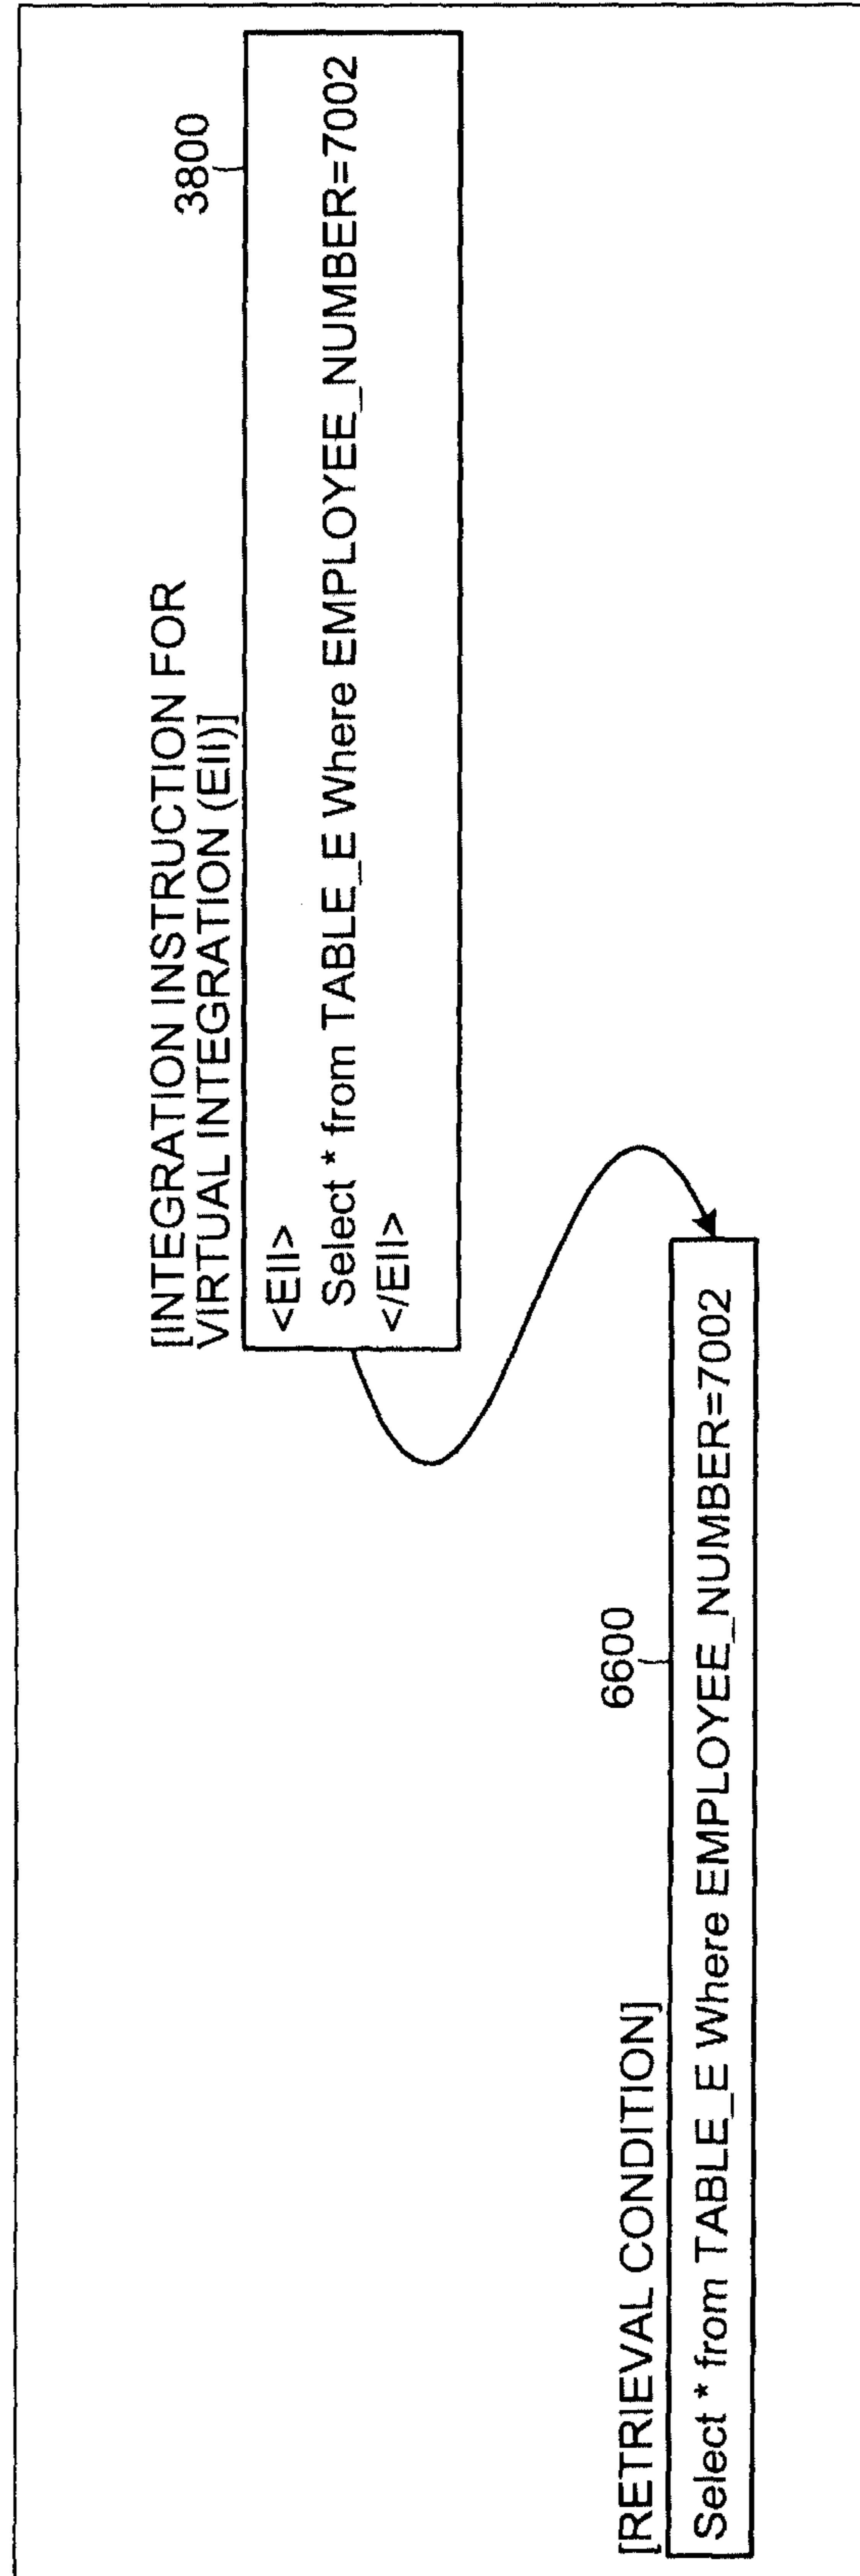 [INTEGRATION INSTRUCTION FOR
VIRTUAL INTEGRATION (EII)]
3800
<EII>
Select * from TABLE_E Where EMPLOYEE_NUMBER=7002
</EII>
[RETRIEVAL CONDITION]
6600
Select * from TABLE_E Where EMPLOYEE_NUMBER=7002